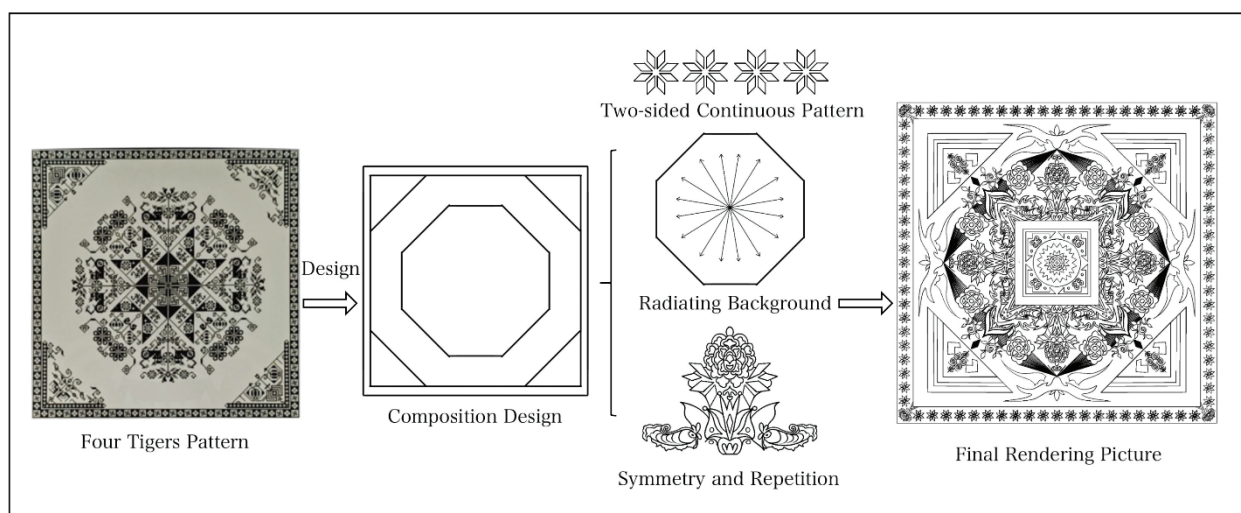 Four Tigers Pattern
Design
Composition Design
Two-sided Continuous Pattern
Radiating Background
Symmetry and Repetition
Final Rendering Picture